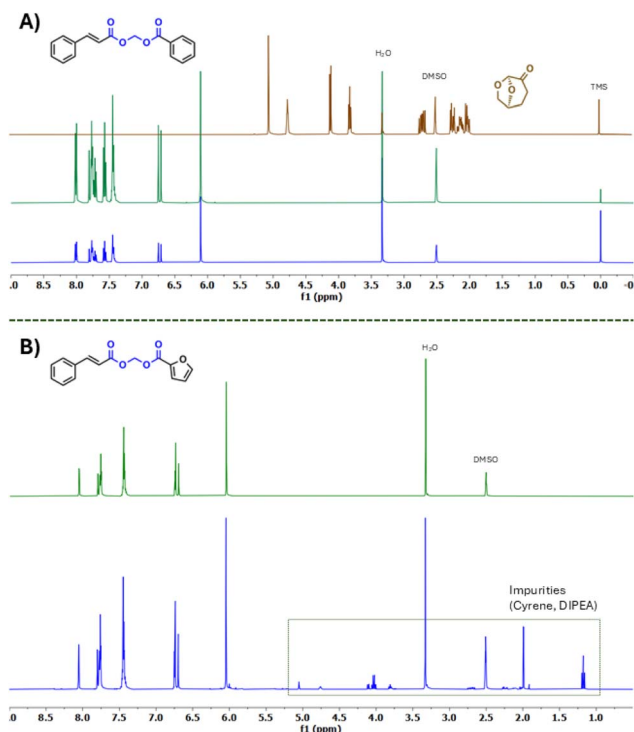 A)
O
O
O
O
H₂O
DMSO
O
O
O
TMS
.0 8.5 8.0 7.5 7.0 6.5 6.0 5.5 5.0 4.5 4.0 3.5 3.0 2.5 2.0 1.5 1.0 0.5 0.0 -0
f1 (ppm)
B)
O
O
O
O
O
H₂O
DMSO
Impurities
(Cyrene, DIPEA)
.0 8.5 8.0 7.5 7.0 6.5 6.0 5.5 5.0 4.5 4.0 3.5 3.0 2.5 2.0 1.5 1.0 0.5
f1 (ppm)